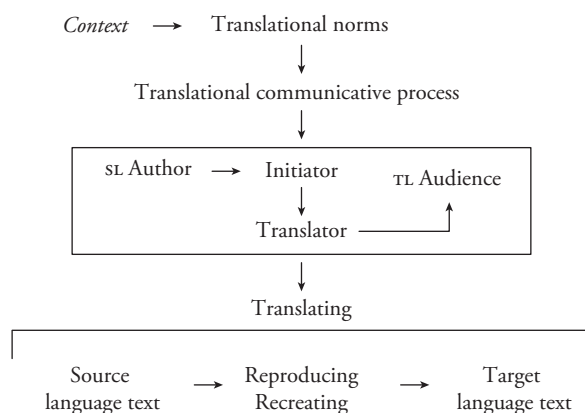 Context → Translational norms
Translational communicative process
SL Author → Initiator
TL Audience
Translator
Translating
Source → Reproducing → Target
language text Recreating language text